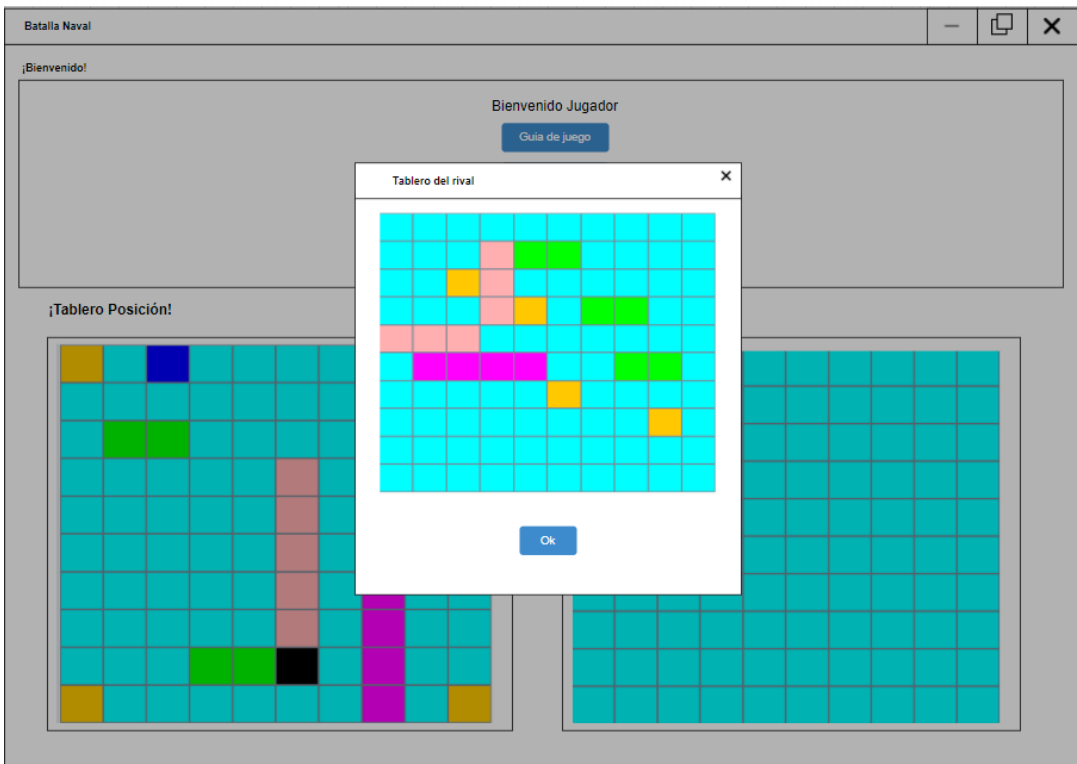 Batalla Naval
¡Bienvenido!
Bienvenido Jugador
Guia de juego
Tablero del rival
¡Tablero Posición!
Ok